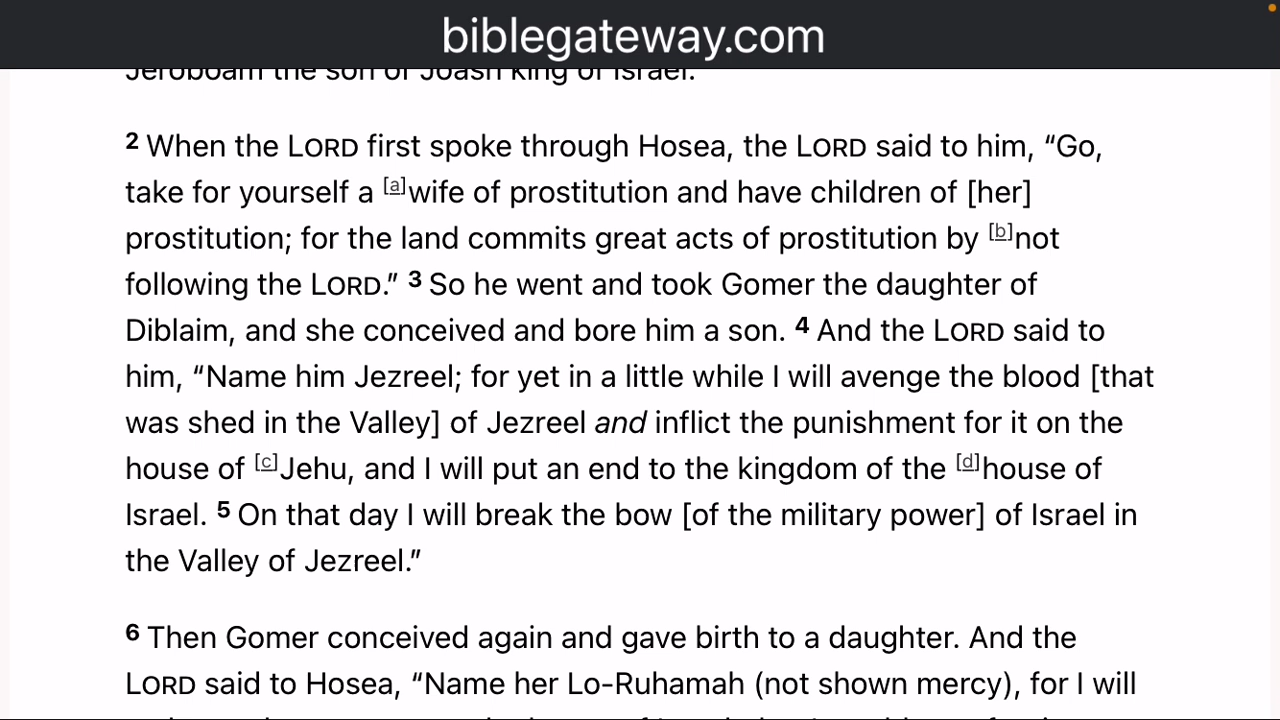 biblegateway.com
Jeroboam the son of Joash king of Israel.
2 When the LORD first spoke through Hosea, the LORD said to him, “Go,
take for yourself a [a]wife of prostitution and have children of [her]
prostitution; for the land commits great acts of prostitution by [b]not
following the LORD.” 3 So he went and took Gomer the daughter of
Diblaim, and she conceived and bore him a son. 4 And the LORD said to
him, “Name him Jezreel; for yet in a little while I will avenge the blood [that
was shed in the Valley] of Jezreel and inflict the punishment for it on the
house of [c]Jehu, and I will put an end to the kingdom of the [d]house of
Israel. 5 On that day I will break the bow [of the military power] of Israel in
the Valley of Jezreel.”
6 Then Gomer conceived again and gave birth to a daughter. And the
LORD said to Hosea, “Name her Lo-Ruhamah (not shown mercy), for I will